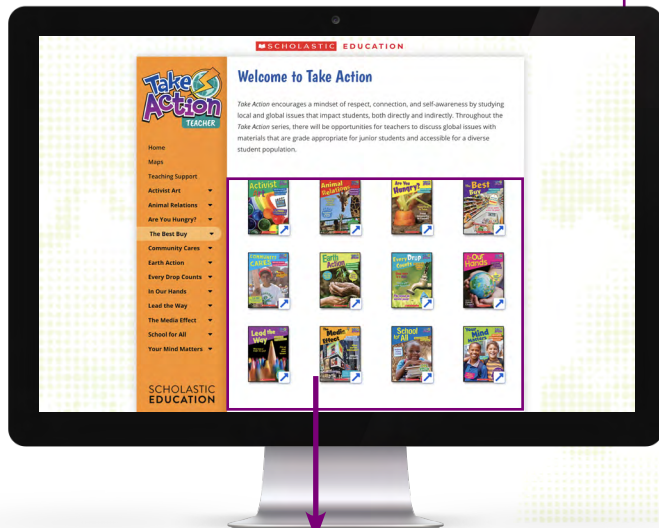 SCHOLASTIC EDUCATION
Take
Action
TEACHER
Home
Maps
Teaching Support
Activist Art
Animal Relations
Are You Hungry?
The Best Buy
Community Cares
Earth Action
Every Drop Counts
In Our Hands
Lead the Way
The Media Effect
School for All
Your Mind Matters
SCHOLASTIC
EDUCATION
Welcome to Take Action
Take Action encourages a mindset of respect, connection, and self-awareness by studying
local and global issues that impact students, both directly and indirectly. Throughout the
Take Action series, there will be opportunities for teachers to discuss global issues with
materials that are grade appropriate for junior students and accessible for a diverse
student population.
Activist
Animal
Relations
Are You
Hungry?
The Best
Buy
COMMUNITY
CARES
Earth
Action
Every Drop
Counts
In Our
Hands
Lead the
Way
The Media
Effect
School
for All
Your Mind
Matters